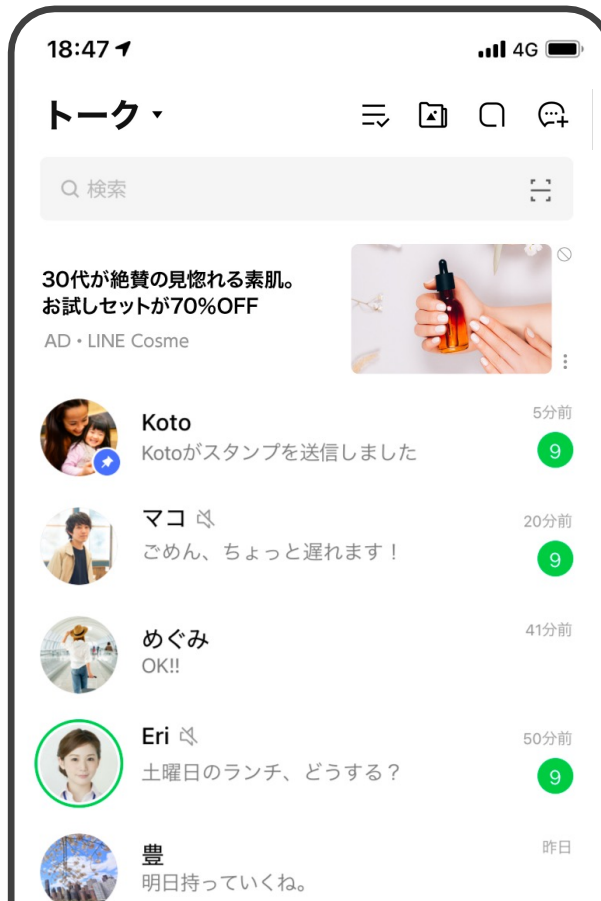 18:47
4G
トーク
検索
30代が絶賛の見惚れる素肌。
お試しセットが70%OFF
AD・LINE Cosme
Koto
5分前
Kotoがスタンプを送信しました
9
マコ
20分前
ごめん、ちょっと遅れます！
9
めぐみ
41分前
OK!!
Eri
50分前
土曜日のランチ、どうする？
9
豊
昨日
明日持っていくね。